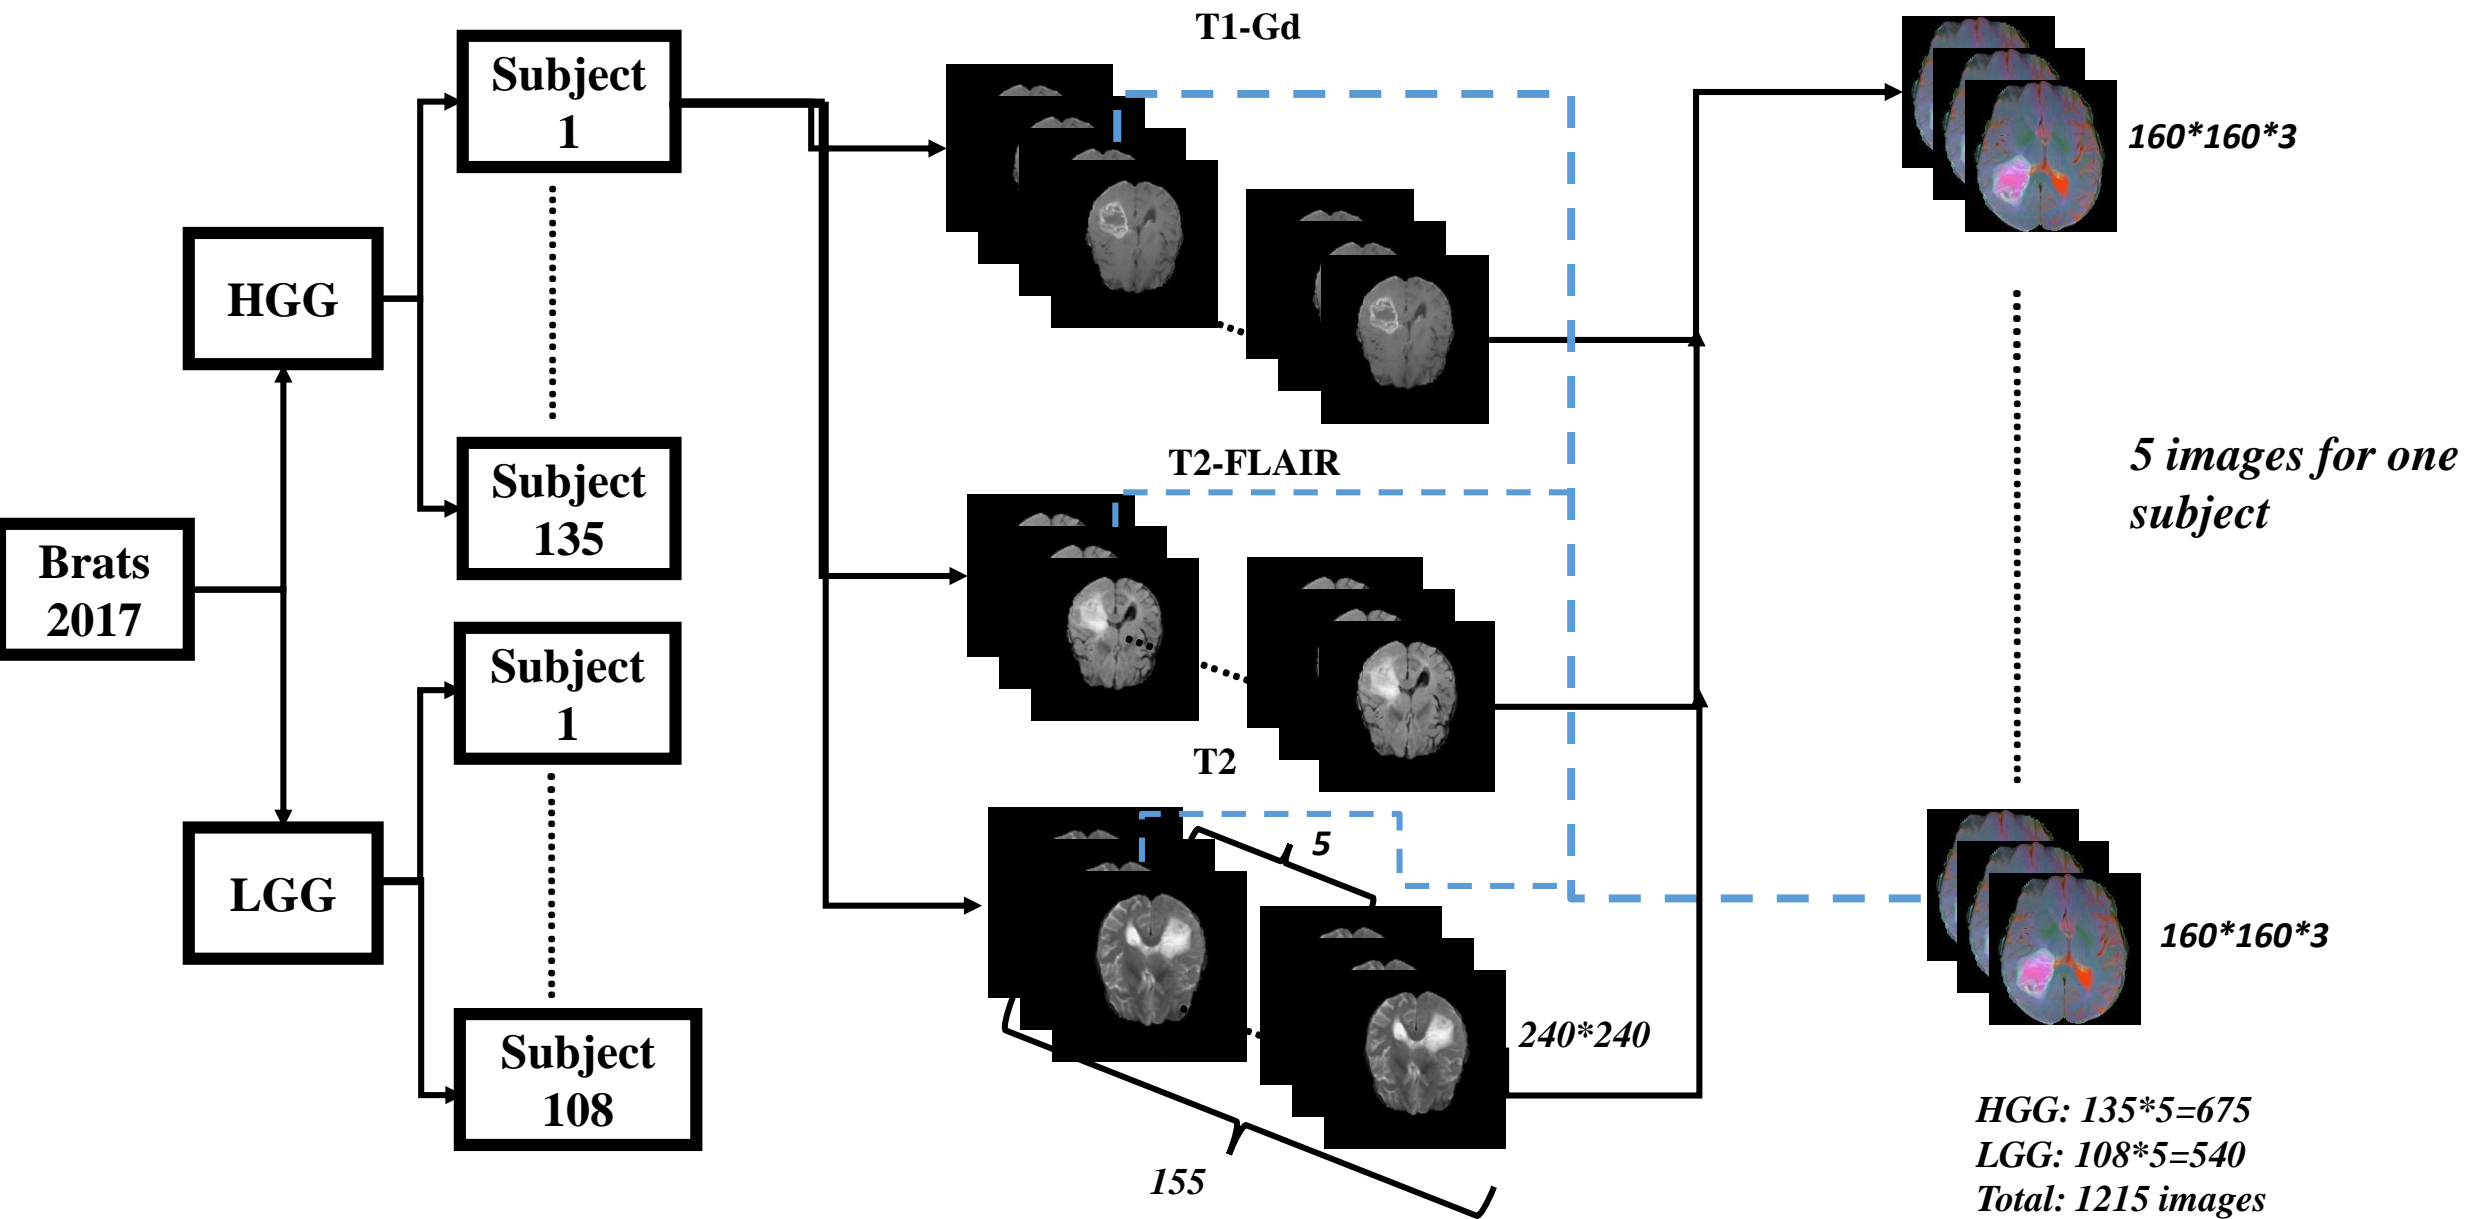 T1-Gd
Subject
1
160*160*3
HGG
T2-FLAIR
5 images for one
subject
Subject
135
Brats
2017
Subject
1
T2
5
LGG
160*160*3
240*240
Subject
108
155
HGG: 135*5=675
LGG: 108*5=540
Total: 1215 images